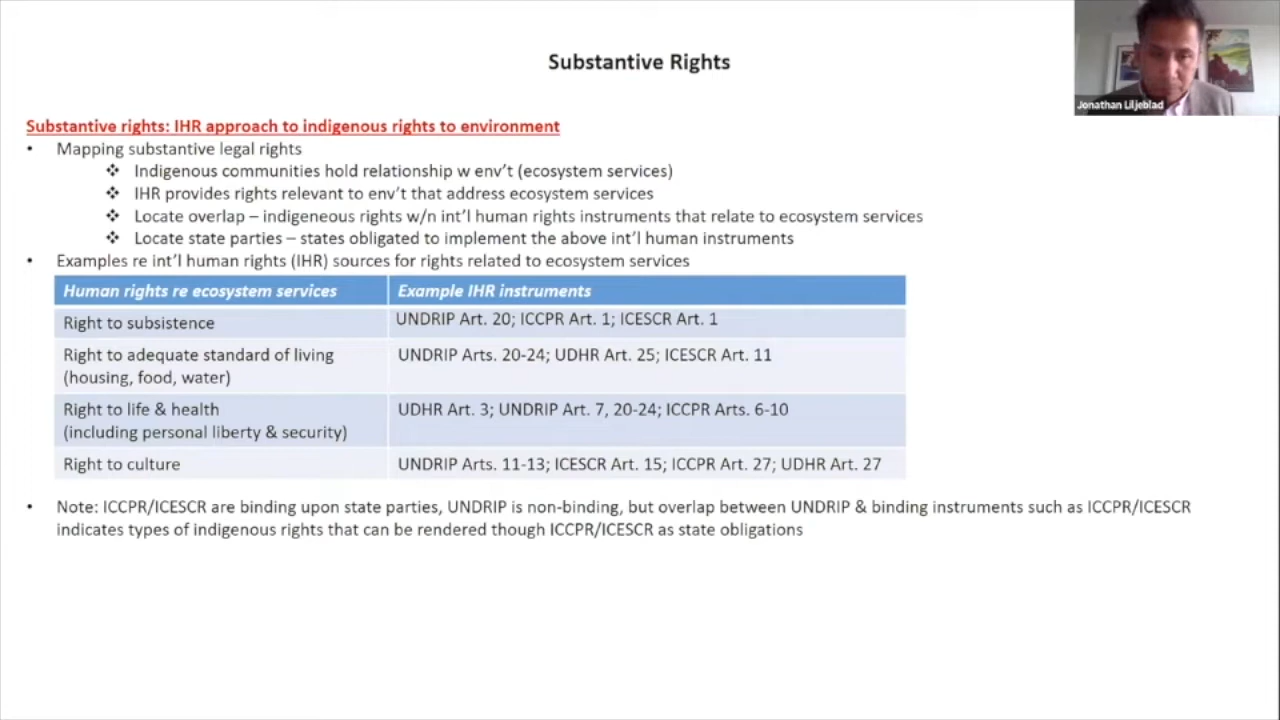 Substantive Rights
Jonathan Liljeblad
Substantive rights: IHR approach to indigenous rights to environment
• Mapping substantive legal rights
❖ Indigenous communities hold relationship w env't (ecosystem services)
❖ IHR provides rights relevant to env't that address ecosystem services
❖ Locate overlap – indigeneous rights w/n int'l human rights instruments that relate to ecosystem services
❖ Locate state parties – states obligated to implement the above int'l human instruments
• Examples re int'l human rights (IHR) sources for rights related to ecosystem services
Human rights re ecosystem services Example IHR instruments
Right to subsistence UNDRIP Art. 20; ICCPR Art. 1; ICESCR Art. 1
Right to adequate standard of living UNDRIP Arts. 20-24; UDHR Art. 25; ICESCR Art. 11
(housing, food, water)
Right to life & health UDHR Art. 3; UNDRIP Art. 7, 20-24; ICCPR Arts. 6-10
(including personal liberty & security)
Right to culture UNDRIP Arts. 11-13; ICESCR Art. 15; ICCPR Art. 27; UDHR Art. 27
• Note: ICCPR/ICESCR are binding upon state parties, UNDRIP is non-binding, but overlap between UNDRIP & binding instruments such as ICCPR/ICESCR
indicates types of indigenous rights that can be rendered though ICCPR/ICESCR as state obligations